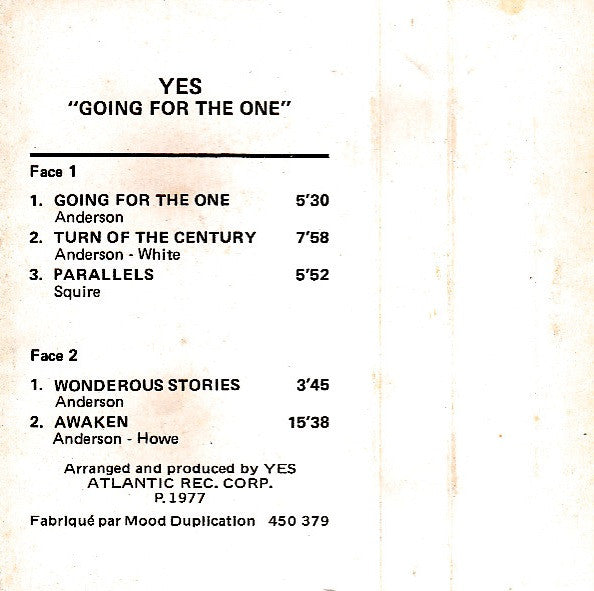 YES
"GOING FOR THE ONE"
Face 1
1. GOING FOR THE ONE 5'30
Anderson
2. TURN OF THE CENTURY 7'58
Anderson - White
3. PARALLELS 5'52
Squire
Face 2
1. WONDEROUS STORIES 3'45
Anderson
2. AWAKEN 15'38
Anderson - Howe
Arranged and produced by YES
ATLANTIC REC. CORP.
P. 1977
Fabriqué par Mood Duplication 450 379